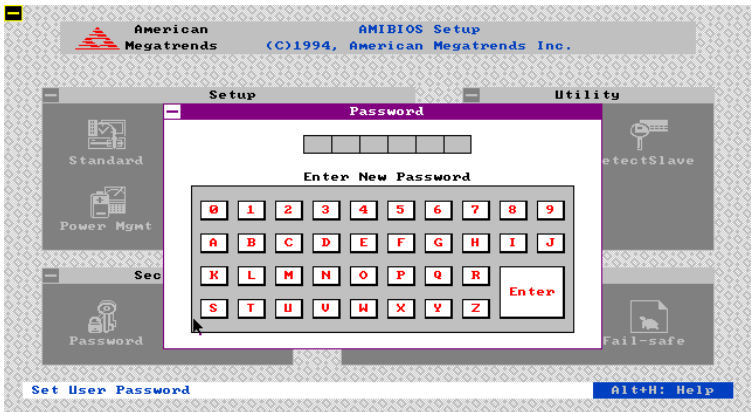 American
Megatrends
AMIBIOS Setup
(C)1994, American Megatrends Inc.
Setup
Utility
Password
Standard
etectSlave
Enter New Password
0 1 2 3 4 5 6 7 8 9
Power Mgmt
A B C D E F G H I J
Sec
K L M N O P Q R
Enter
S T U V W X Y Z
Password
Fail-safe
Set User Password
Alt+H: Help